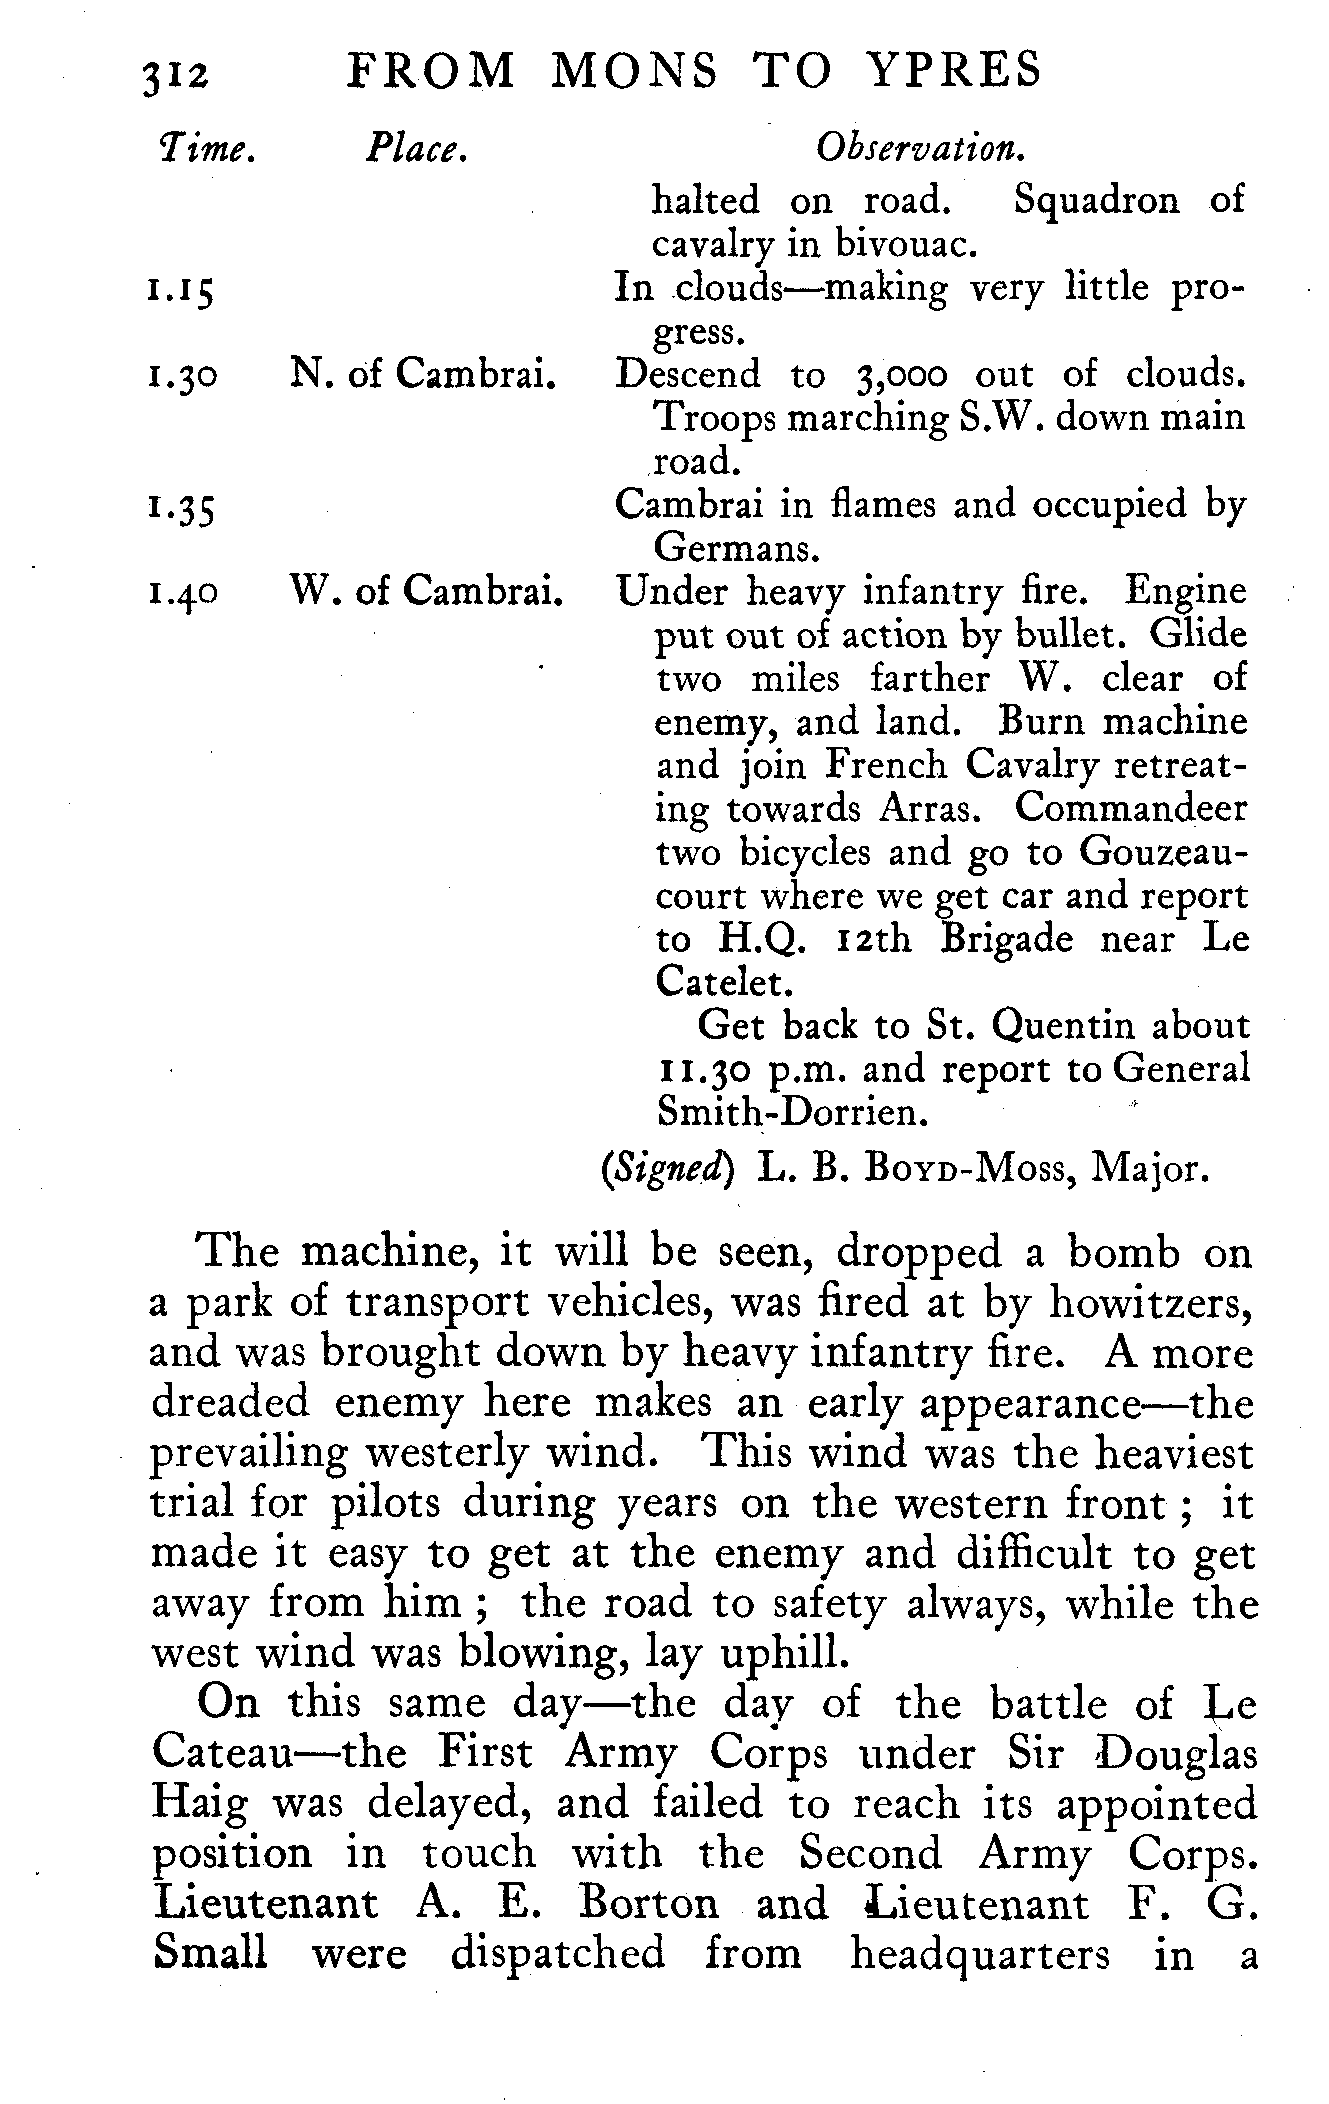 312 FROM MONS TO YPRES
Time. Place. Observation.
halted on road. Squadron of
cavalry in bivouac.
1.15 In clouds—making very little pro-
gress.
1.30 N. of Cambrai. Descend to 3,000 out of clouds.
Troops marching S.W. down main
road.
1.35 Cambrai in flames and occupied by
Germans.
1.40 W. of Cambrai. Under heavy infantry fire. Engine
put out of action by bullet. Glide
two miles farther W. clear of
enemy, and land. Burn machine
and join French Cavalry retreat-
ing towards Arras. Commandeer
two bicycles and go to Gouzeau-
court where we get car and report
to H.Q. 12th Brigade near Le
Catelet.
Get back to St. Quentin about
11.30 p.m. and report to General
Smith-Dorrien.
(Signed) L. B. BOYD-MOSS, Major.
The machine, it will be seen, dropped a bomb on
a park of transport vehicles, was fired at by howitzers,
and was brought down by heavy infantry fire. A more
dreaded enemy here makes an early appearance—the
prevailing westerly wind. This wind was the heaviest
trial for pilots during years on the western front ; it
made it easy to get at the enemy and difficult to get
away from him ; the road to safety always, while the
west wind was blowing, lay uphill.
On this same day—the day of the battle of Le
Cateau—the First Army Corps under Sir Douglas
Haig was delayed, and failed to reach its appointed
position in touch with the Second Army Corps.
Lieutenant A. E. Borton and Lieutenant F. G.
Small were dispatched from headquarters in a